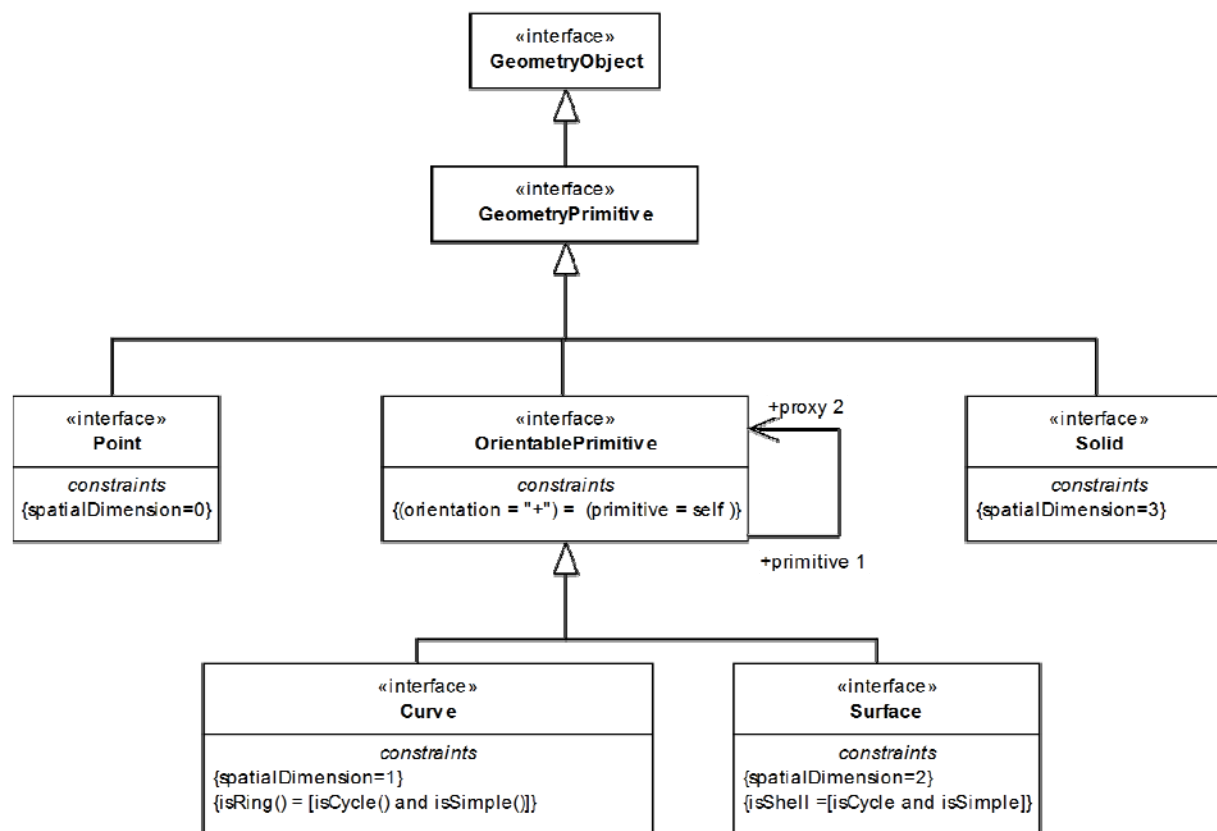 «interface»
GeometryObject
«interface»
GeometryPrimitive
«interface»
Point
constraints
{spatialDimension=0}
«interface»
OrientablePrimitive
constraints
{(orientation = "+") = (primitive = self )}
+proxy 2
+primitive 1
«interface»
Solid
constraints
{spatialDimension=3}
«interface»
Curve
constraints
{spatialDimension=1}
{isRing() = [isCycle() and isSimple()]}
«interface»
Surface
constraints
{spatialDimension=2}
{isShell =[isCycle and isSimple]}